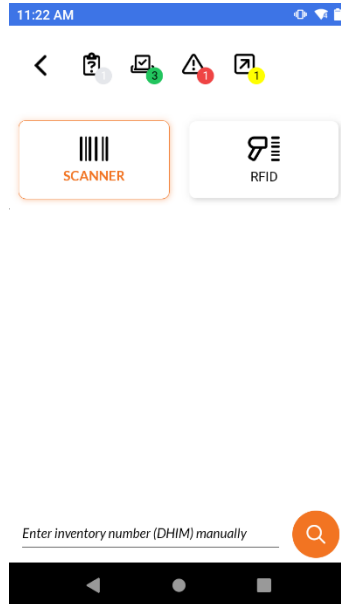 11:22 AM
1
3
1
1
SCANNER
RFID
Enter inventory number (DHIM) manually